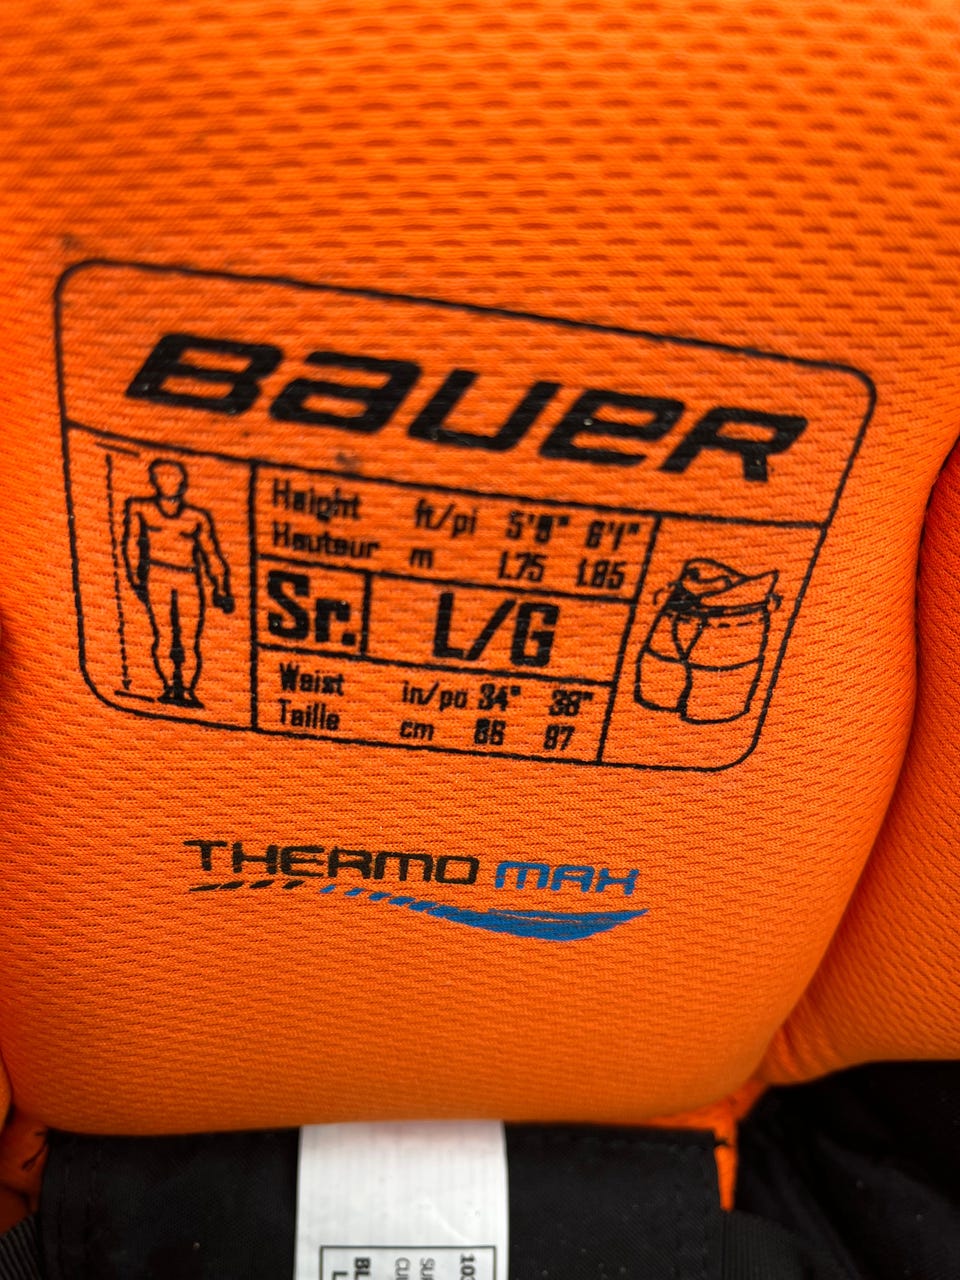 BAUER
Height ft/pi 5'9" 6'1"
Hauteur m 1.75 1.85
Sr. L/G
Waist in/po 34" 38"
Taille cm 86 97
THERMO MAX